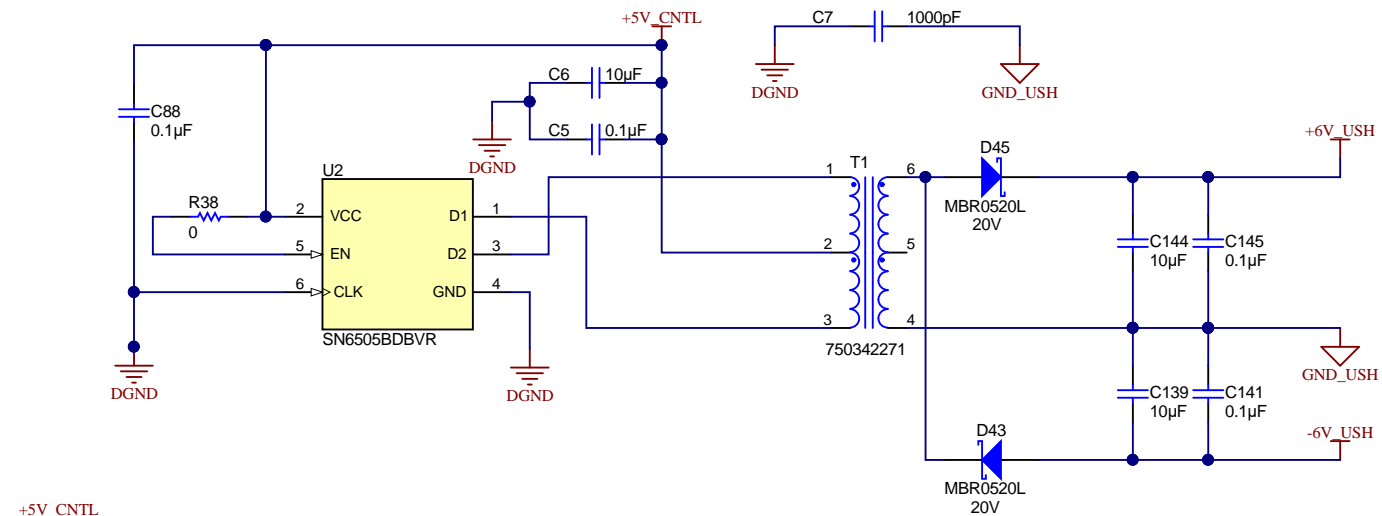 +5V_CNTL
C7 1000pF
C6 10µF
DGND
GND_USH
C88
0.1µF
C5 0.1µF
DGND
D45
+6V_USH
MBR0520L
20V
U2
T1
1
6
R38
0
2 VCC
D1 1
5 EN
D2 3
2
5
C144
10µF
C145
0.1µF
6 CLK
GND 4
3
4
SN6505BDBVR
750342271
DGND
DGND
GND_USH
C139
10µF
C141
0.1µF
D43
-6V_USH
MBR0520L
20V
+5V_CNTL